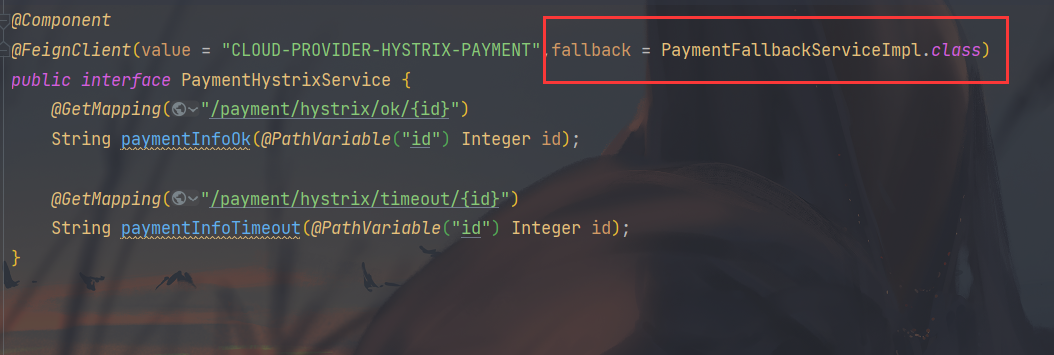 @Component
@FeignClient(value = "CLOUD-PROVIDER-HYSTRIX-PAYMENT",fallback = PaymentFallbackServiceImpl.class)
public interface PaymentHystrixService {
@GetMapping("/payment/hystrix/ok/{id}")
String paymentInfoOk(@PathVariable("id") Integer id);
@GetMapping("/payment/hystrix/timeout/{id}")
String paymentInfoTimeout(@PathVariable("id") Integer id);
}